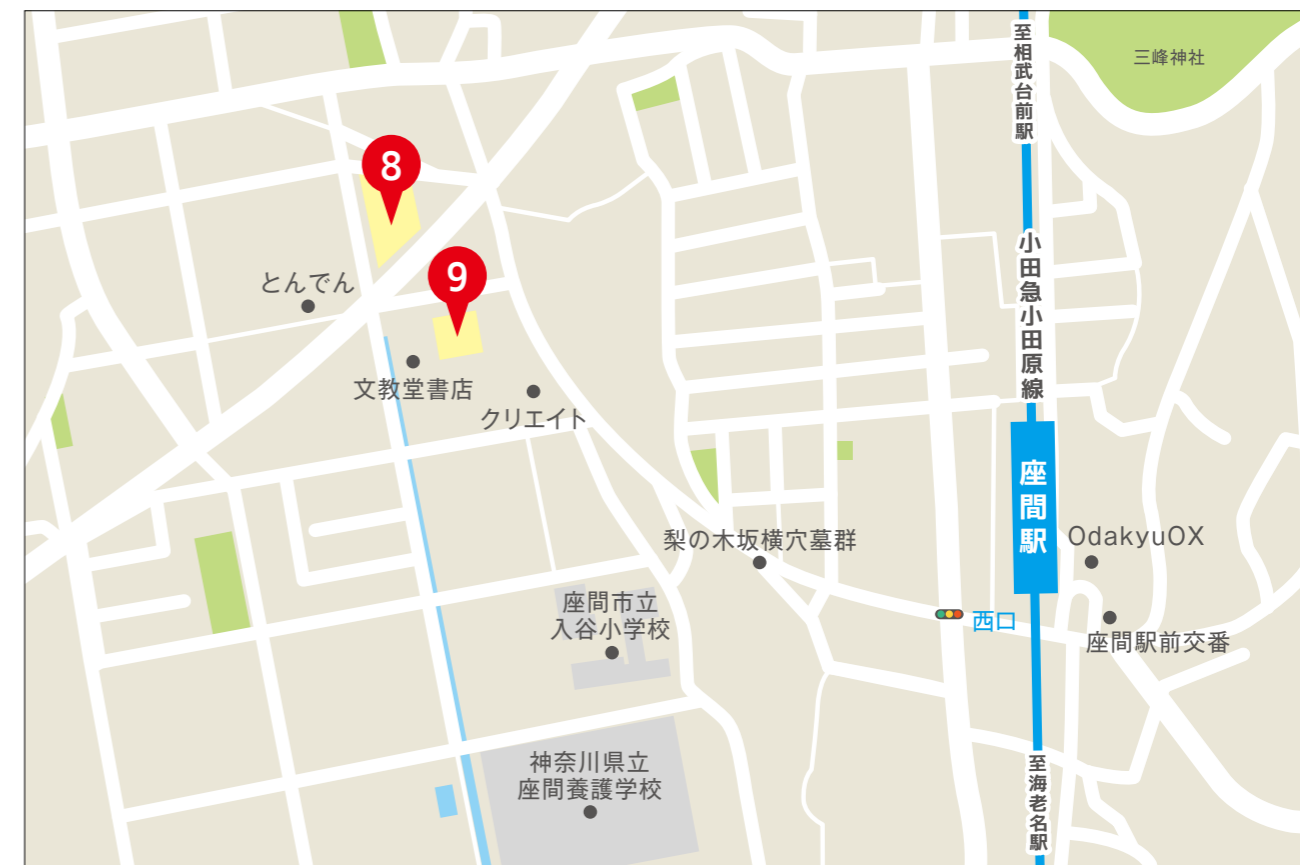 至相武台前駅
三峰神社
8
小田急小田原線
とんでん
9
文教堂書店
クリエイト
座間駅
梨の木坂横穴墓群
OdakyuOX
座間市立
入谷小学校
西口
座間駅前交番
神奈川県立
座間養護学校
至海老名駅